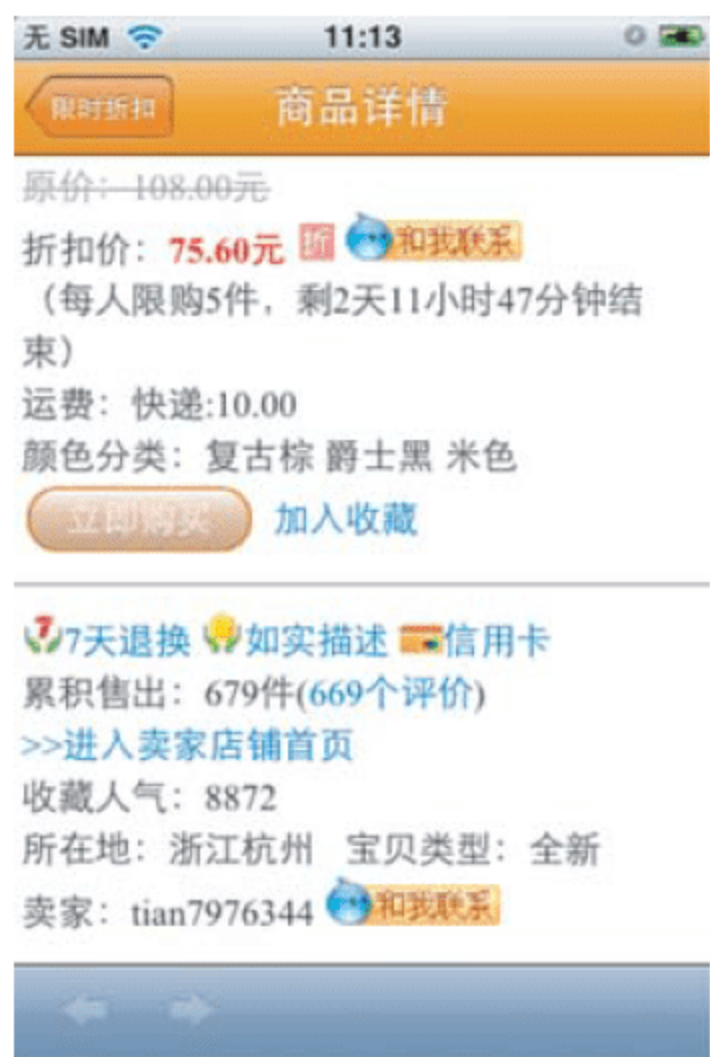 无 SIM 11:13
限时折扣 商品详情
原价：108.00元
折扣价：75.60元 折 和我联系
（每人限购5件，剩2天11小时47分钟结
束）
运费：快递:10.00
颜色分类：复古棕 爵士黑 米色
立即购买 加入收藏
7天退换 如实描述 信用卡
累积售出：679件(669个评价)
>>进入卖家店铺首页
收藏人气：8872
所在地：浙江杭州 宝贝类型：全新
卖家：tian7976344 和我联系